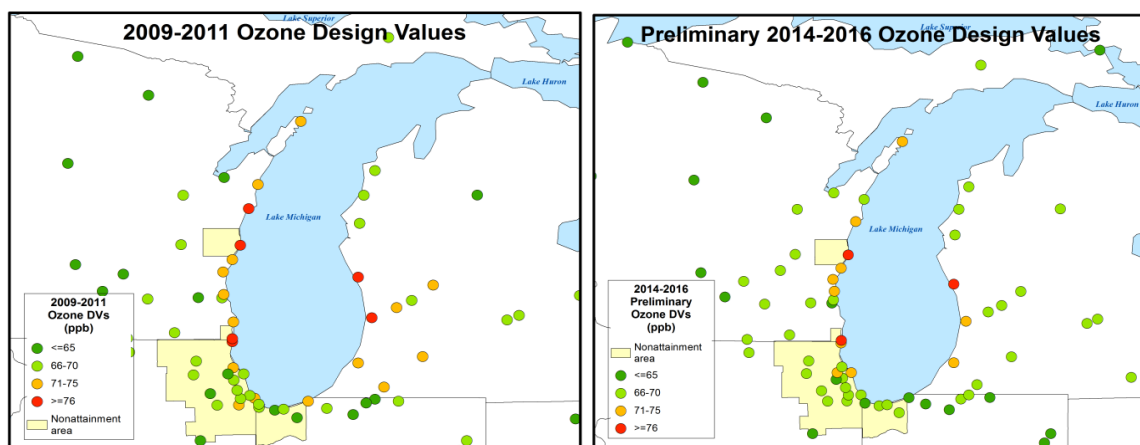 2009-2011 Ozone Design Values
Lake Superior
Lake Huron
Lake Michigan
2009-2011
Ozone DVs
(ppb)
<=65
66-70
71-75
>=76
Nonattainment
area
Preliminary 2014-2016 Ozone Design Values
Lake Superior
Lake Huron
Lake Michigan
2014-2016
Preliminary
Ozone DVs
(ppb)
Nonattainment
area
<=65
66-70
71-75
>=76